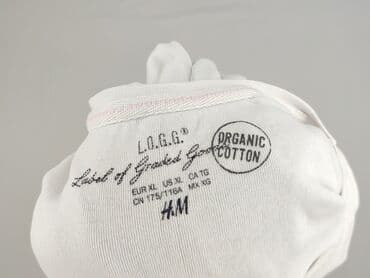 L.O.G.G.®
Label of Graded Goods
ORGANIC
COTTON
EUR XL US XL CA TG
CN 175/116A MX XG
H&M